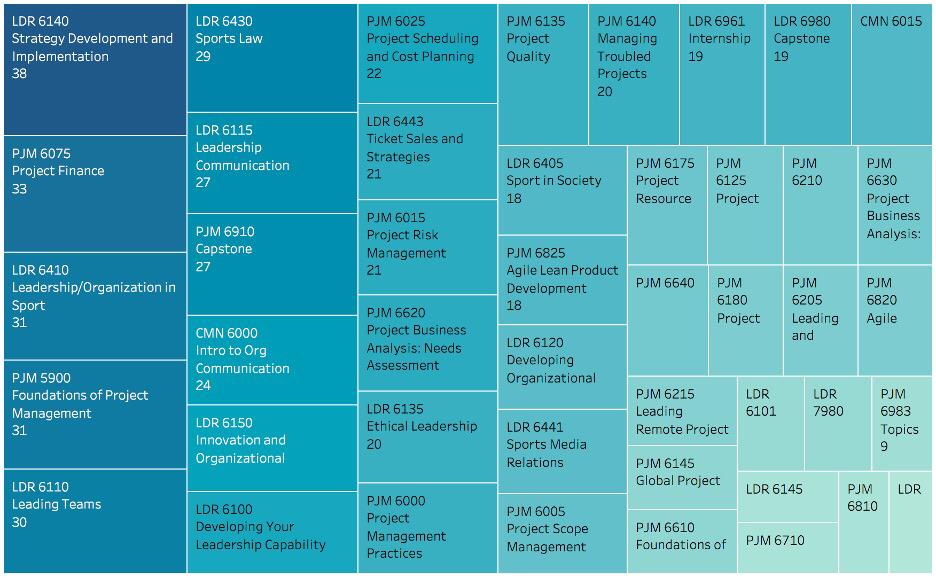 LDR 6140
Strategy Development and
Implementation
38
PJM 6075
Project Finance
33
LDR 6410
Leadership/Organization in
Sport
31
PJM 5900
Foundations of Project
Management
31
LDR 6110
Leading Teams
30
LDR 6430
Sports Law
29
LDR 6115
Leadership
Communication
27
PJM 6910
Capstone
27
CMN 6000
Intro to Org
Communication
24
LDR 6150
Innovation and
Organizational
LDR 6100
Developing Your
Leadership Capability
PJM 6025
Project Scheduling
and Cost Planning
22
LDR 6443
Ticket Sales and
Strategies
21
PJM 6015
Project Risk
Management
21
PJM 6620
Project Business
Analysis: Needs
Assessment
LDR 6135
Ethical Leadership
20
PJM 6000
Project
Management
Practices
PJM 6135
Project
Quality
PJM 6140
Managing
Troubled
Projects
20
LDR 6961
Internship
19
LDR 6980
Capstone
19
CMN 6015
LDR 6405
Sport in Society
18
PJM 6825
Agile Lean Product
Development
18
LDR 6120
Developing
Organizational
LDR 6441
Sports Media
Relations
PJM 6005
Project Scope
Management
PJM 6175
Project
Resource
PJM
6125
Project
PJM
6210
PJM
6630
Project
Business
Analysis:
PJM 6640
PJM
6180
Project
PJM
6205
Leading
and
PJM
6820
Agile
PJM 6215
Leading
Remote Project
PJM 6145
Global Project
PJM 6610
Foundations of
LDR
6101
LDR
7980
PJM
6983
Topics
9
LDR 6145
PJM 6710
PJM
6810
LDR